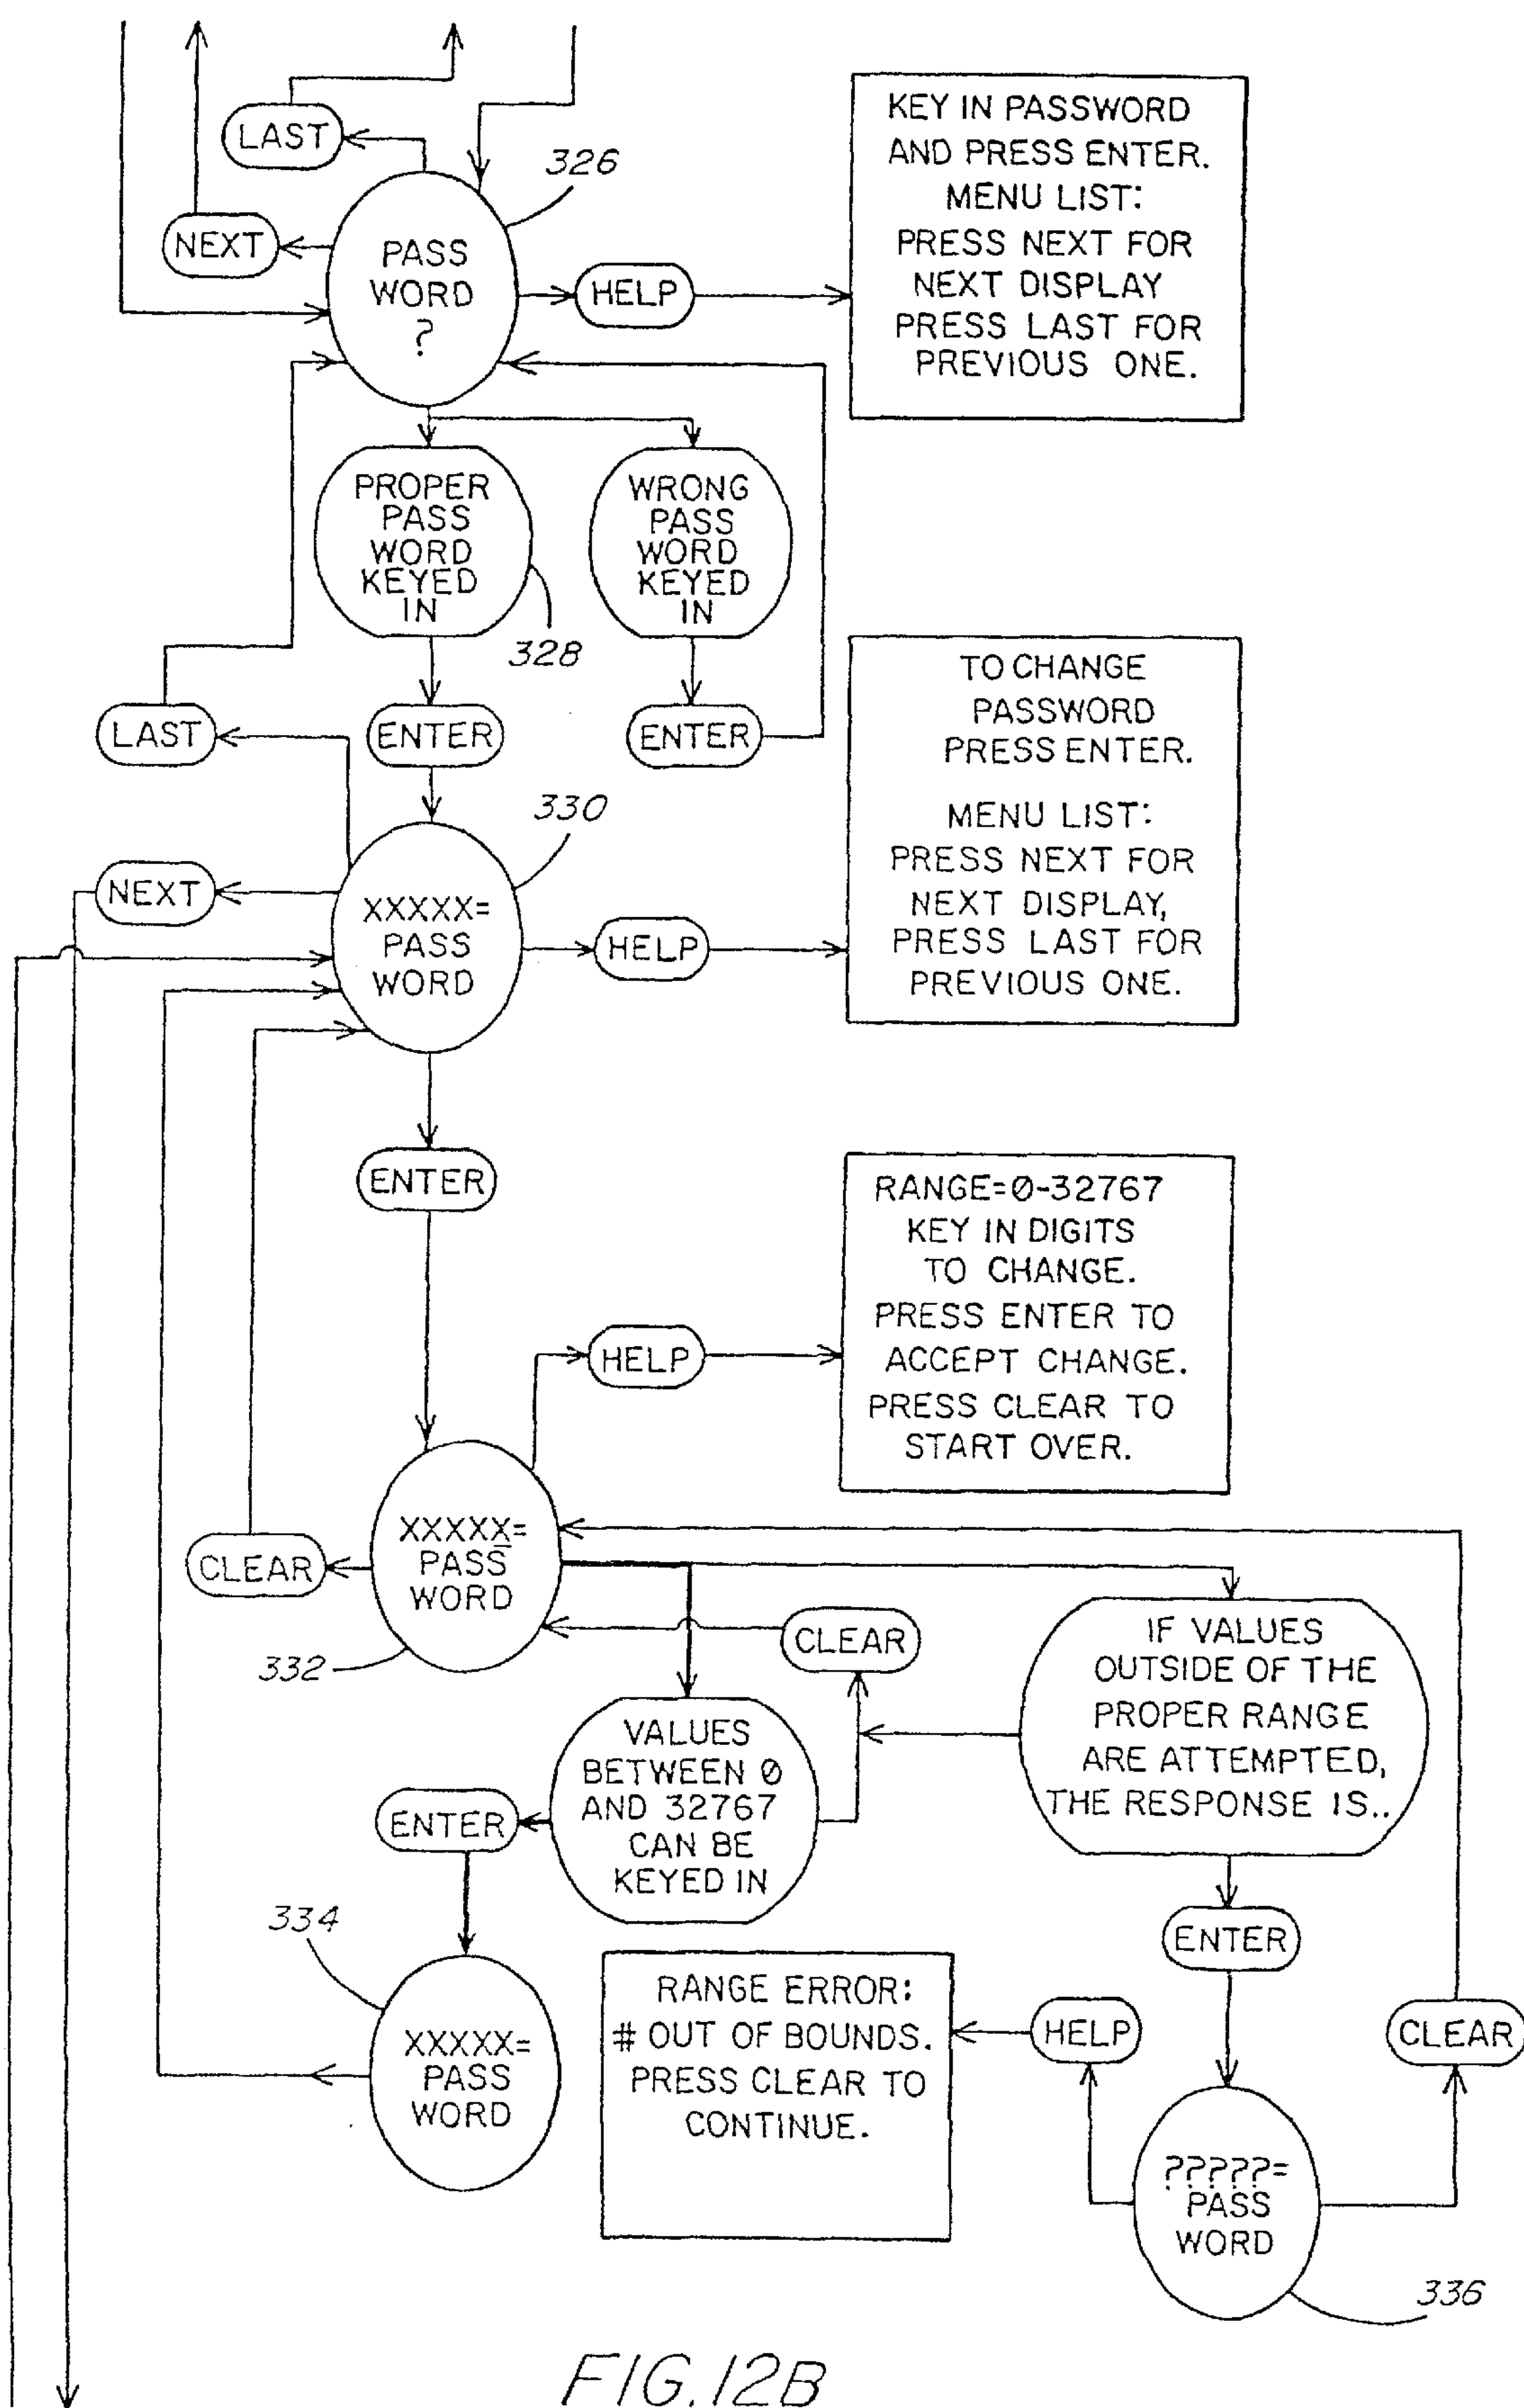 LAST
326
KEY IN PASSWORD
AND PRESS ENTER.
MENU LIST:
PRESS NEXT FOR
NEXT DISPLAY
PRESS LAST FOR
PREVIOUS ONE.
NEXT
PASS
WORD
?
HELP
PROPER
PASS
WORD
KEYED
IN
328
WRONG
PASS
WORD
KEYED
IN
LAST
ENTER
ENTER
TO CHANGE
PASSWORD
PRESS ENTER.
MENU LIST:
PRESS NEXT FOR
NEXT DISPLAY,
PRESS LAST FOR
PREVIOUS ONE.
330
NEXT
XXXXX=
PASS
WORD
HELP
ENTER
RANGE=0-32767
KEY IN DIGITS
TO CHANGE.
PRESS ENTER TO
ACCEPT CHANGE.
PRESS CLEAR TO
START OVER.
HELP
CLEAR
XXXXX=
PASS
WORD
332
CLEAR
IF VALUES
OUTSIDE OF THE
PROPER RANGE
ARE ATTEMPTED,
THE RESPONSE IS..
VALUES
BETWEEN 0
AND 32767
CAN BE
KEYED IN
ENTER
334
XXXXX=
PASS
WORD
ENTER
RANGE ERROR:
# OUT OF BOUNDS.
PRESS CLEAR TO
CONTINUE.
HELP
CLEAR
?????=
PASS
WORD
336
FIG.12B